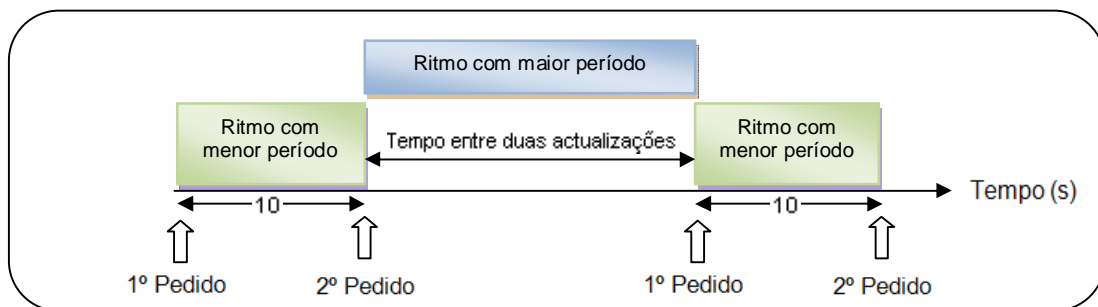 Ritmo com maior período
Ritmo com
menor período
Tempo entre duas actualizações
Ritmo com
menor período
10
10
Tempo (s)
1º Pedido
2º Pedido
1º Pedido
2º Pedido